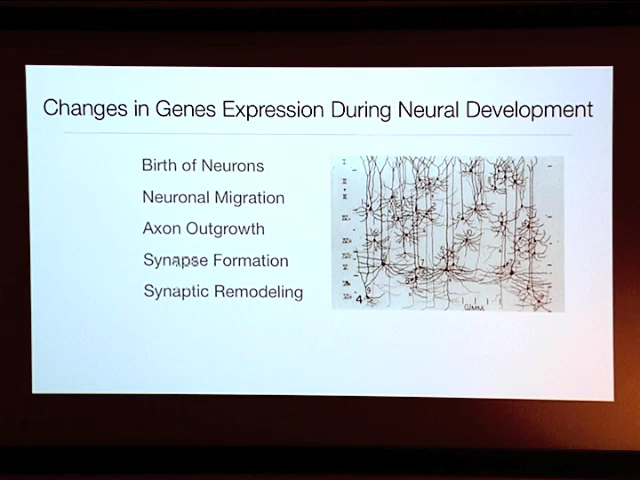 Changes in Genes Expression During Neural Development
Birth of Neurons
Neuronal Migration
Axon Outgrowth
Synapse Formation
Synaptic Remodeling
I
4